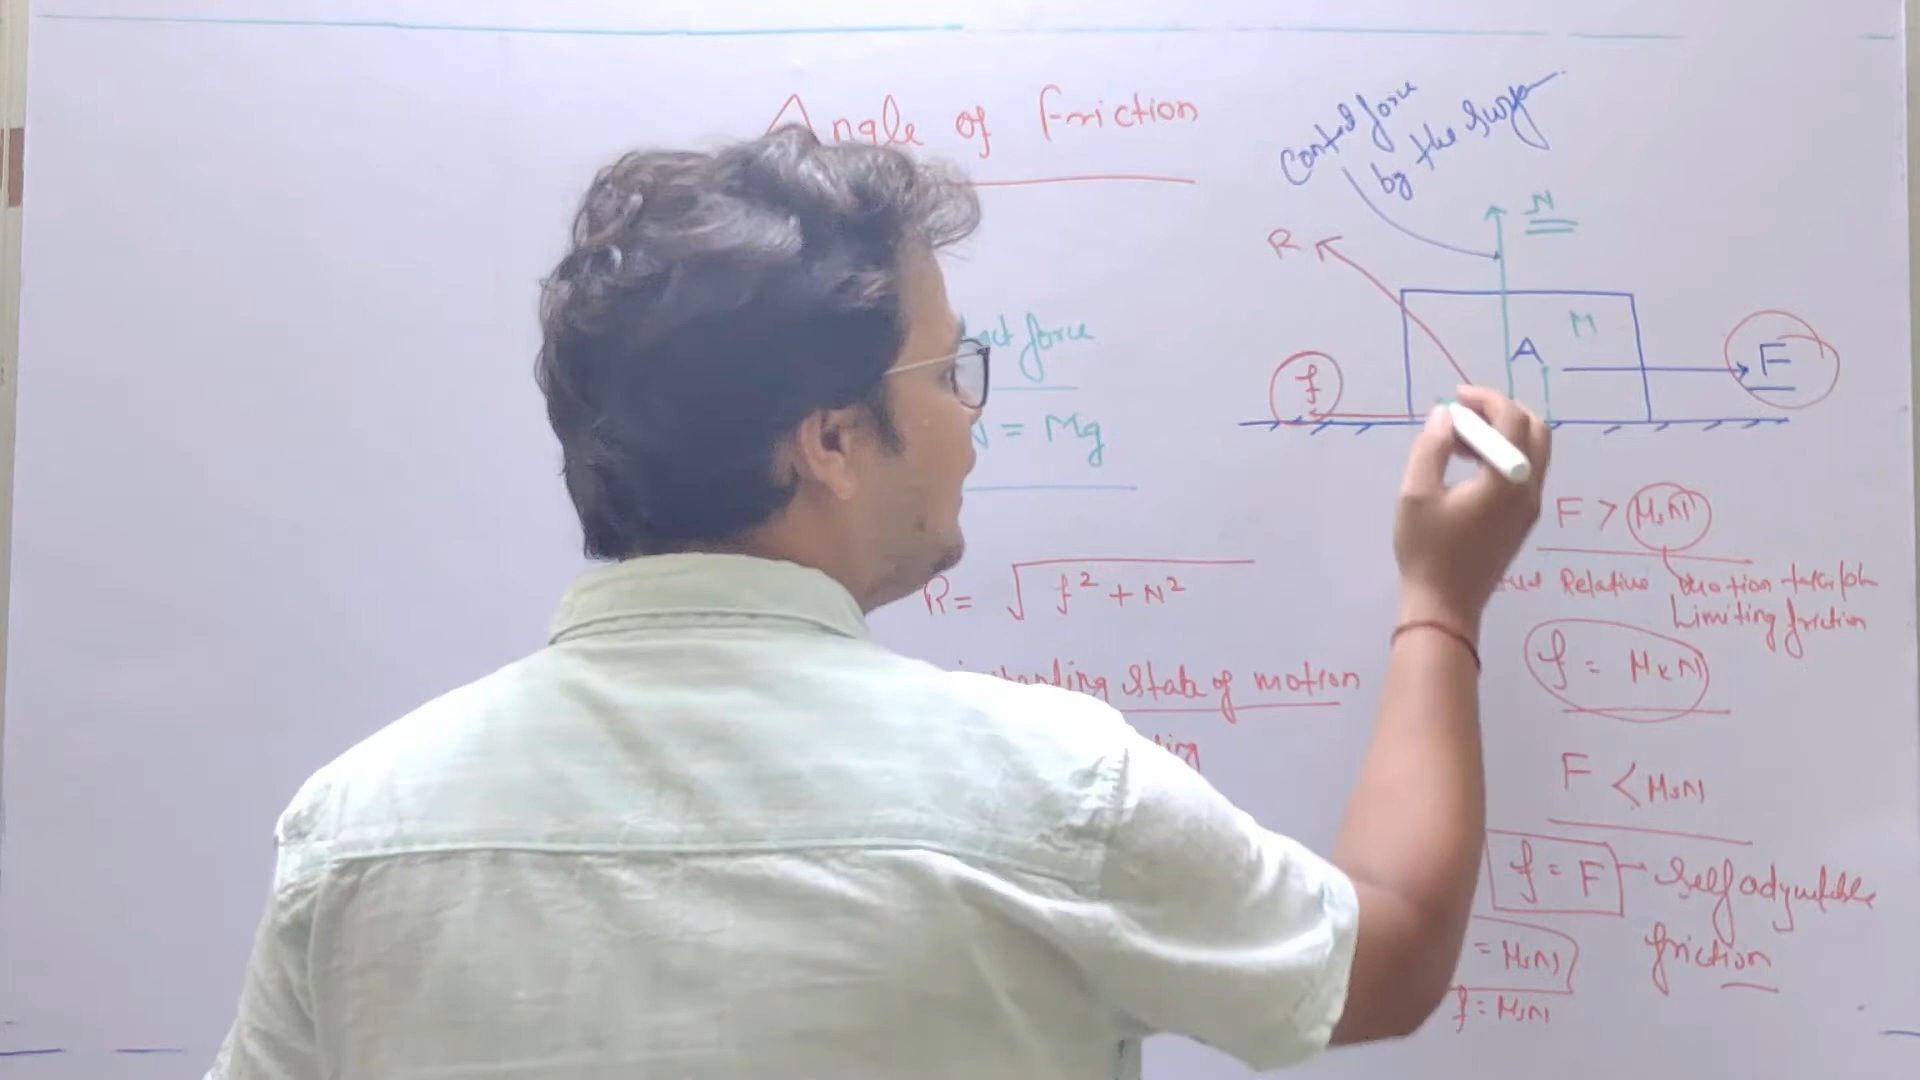 Angle of friction
Contact force
by the surface
N
R
M
A
f
F
force
N = Mg
F > μsN
R = √ f² + N²
Relative motion
Limiting friction
f = μkN
state of motion
F < μsN
f = F
Self adjustable
friction
= μsN
f = μsN